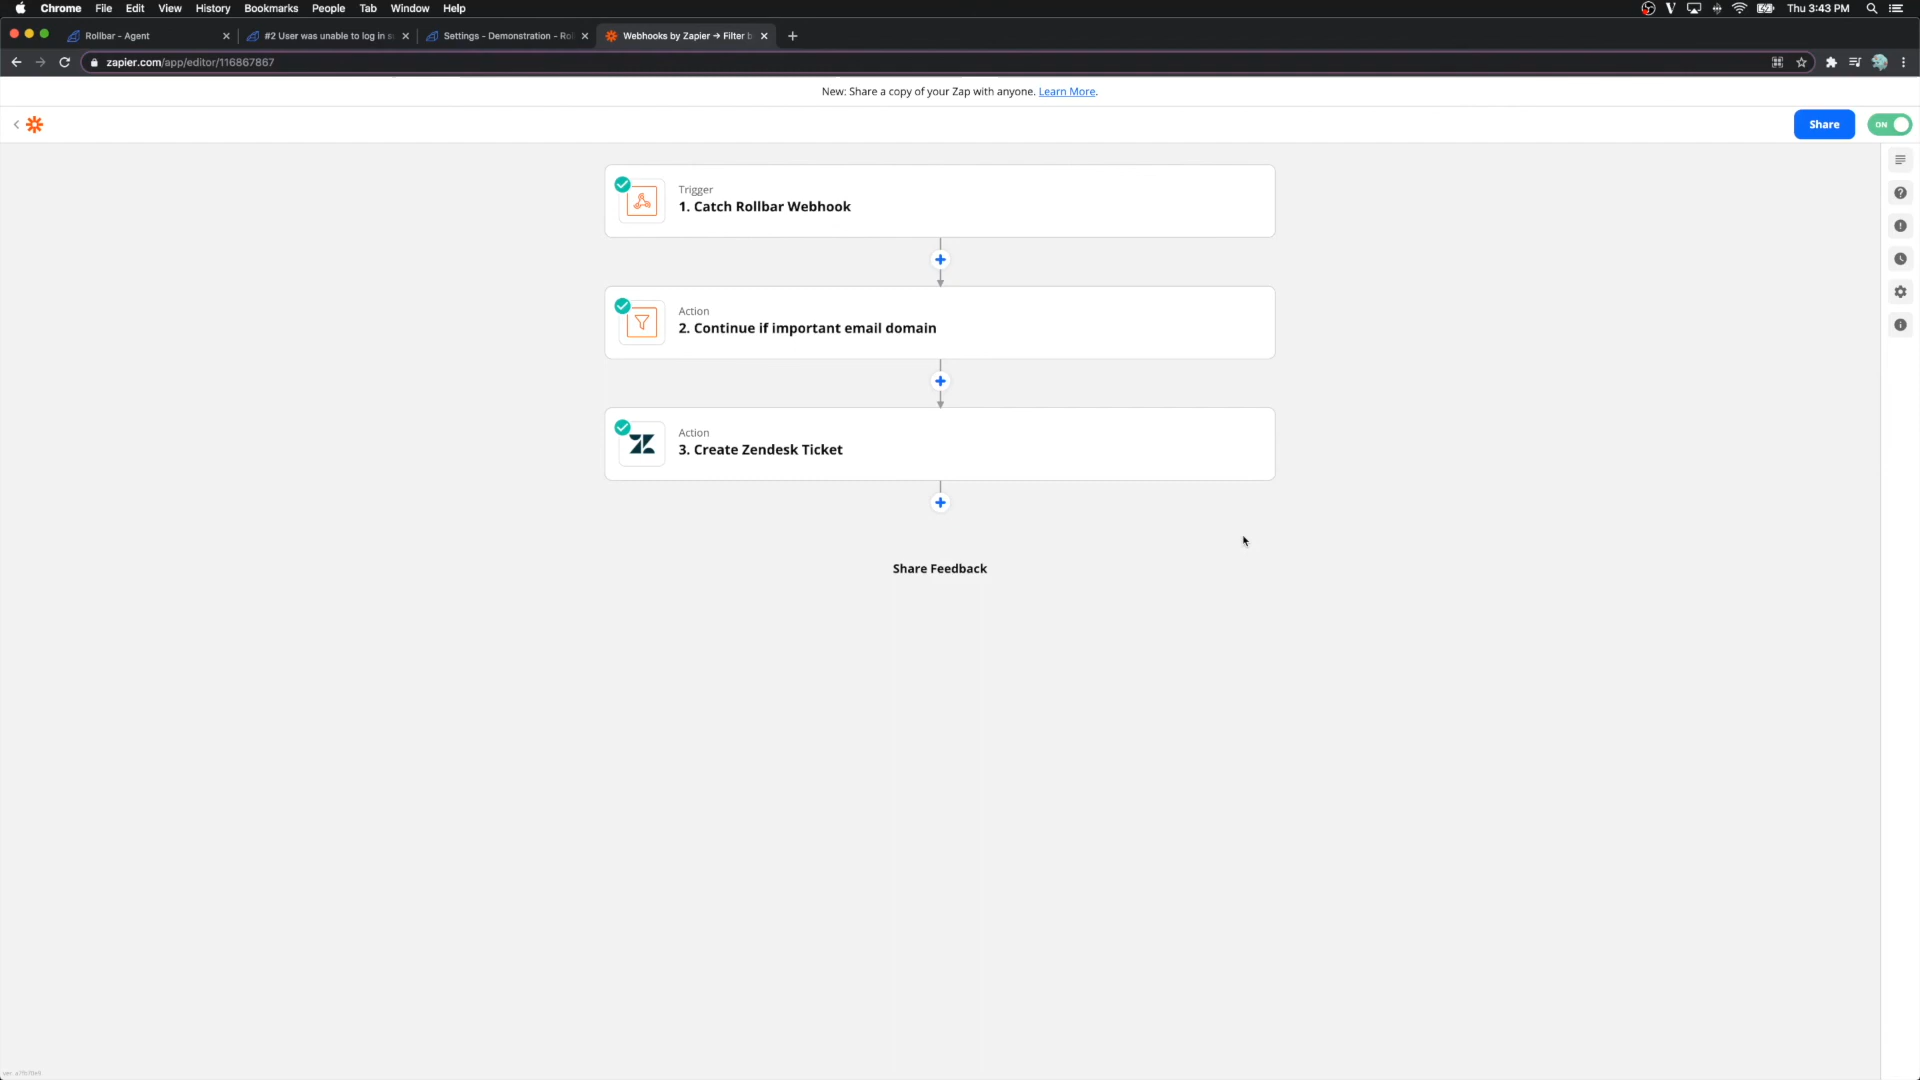 Chrome File Edit View History Bookmarks People Tab Window Help Thu 3:43 PM
Rollbar - Agent #2 User was unable to log in Settings - Demonstration - Webhooks by Zapier → Filter
zapier.com/app/editor/116867867
New: Share a copy of your Zap with anyone. Learn More.
Share ON
Trigger
1. Catch Rollbar Webhook
Action
2. Continue if important email domain
Action
3. Create Zendesk Ticket
Share Feedback